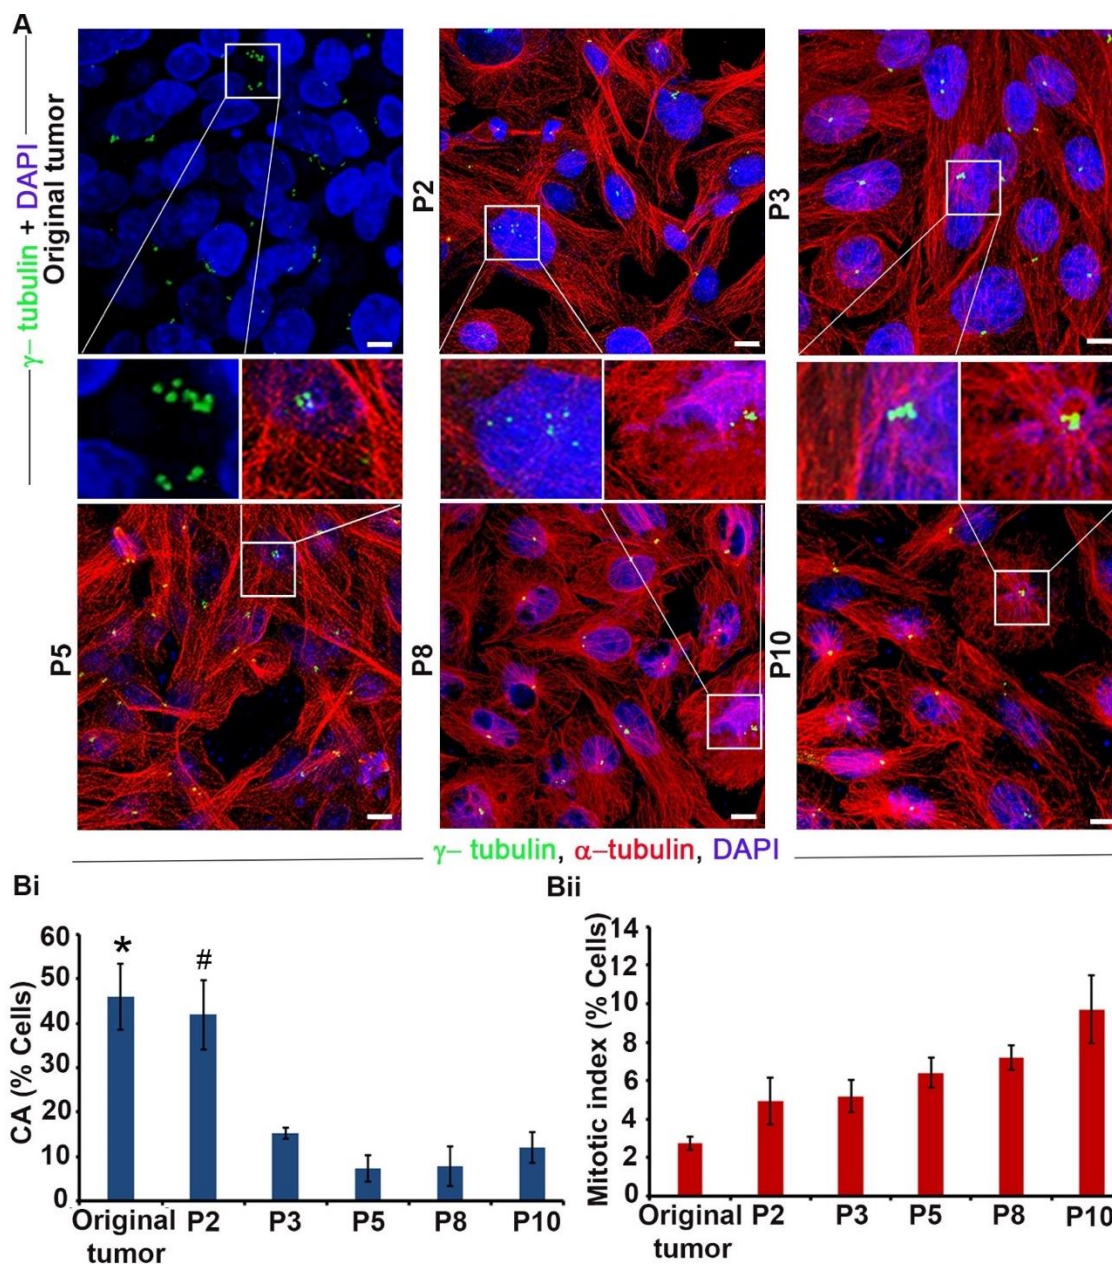 A
γ– tubulin + DAPI
Original tumor
P2
P3
P5
P8
P10
γ– tubulin, α–tubulin, DAPI
Bi
CA (% Cells)
60
50
40
30
20
10
0
Original tumor
P2
P3
P5
P8
P10
*
#
Bii
Mitotic index (% Cells)
14
12
10
8
6
4
2
0
Original tumor
P2
P3
P5
P8
P10